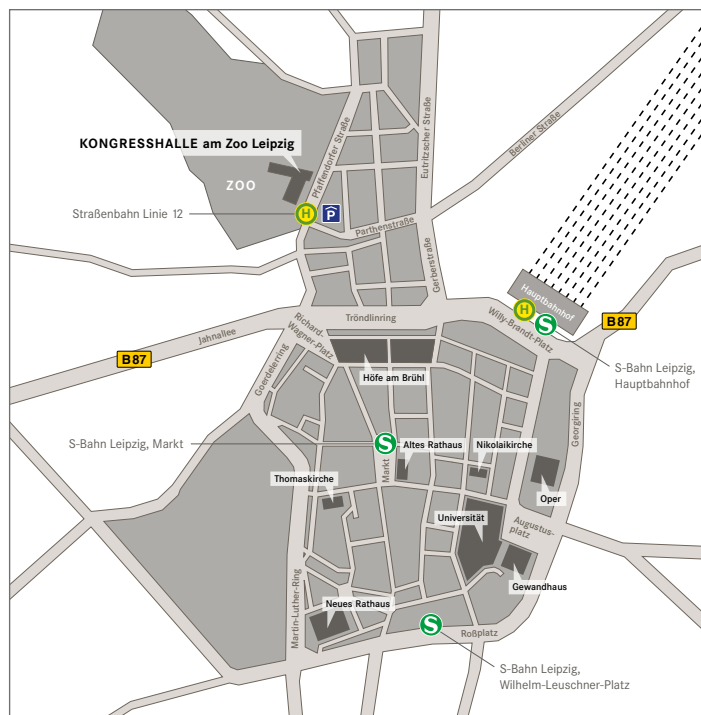 Pfaffendorfer Straße
Eutritzscher Straße
Berliner Straße
KONGRESSHALLE am Zoo Leipzig
ZOO
Straßenbahn Linie 12
H
P
Parthenstraße
Gerberstraße
Hauptbahnhof
H
S
B87
Tröndlinring
Willy-Brandt-Platz
Richard-
Wagner-Platz
Jahnallee
B87
S-Bahn Leipzig,
Hauptbahnhof
Goerdelerring
Höfe am Brühl
Georgiring
S-Bahn Leipzig, Markt
S
Altes Rathaus
Nikolaikirche
Markt
Thomaskirche
Oper
Universität
Augustus-
platz
Gewandhaus
Martin-Luther-Ring
Neues Rathaus
S
Roßplatz
S-Bahn Leipzig,
Wilhelm-Leuschner-Platz